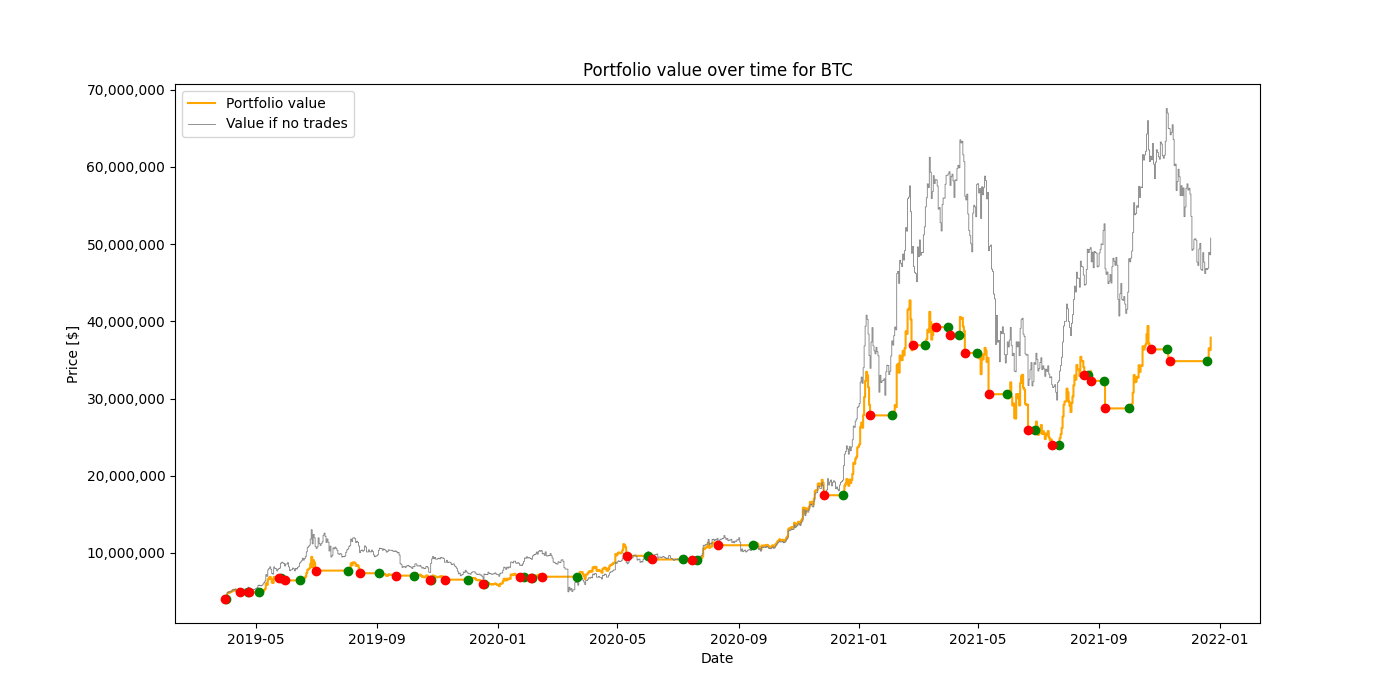 Portfolio value over time for BTC
70,000,000
60,000,000
50,000,000
40,000,000
30,000,000
20,000,000
10,000,000
Price [$]
Portfolio value
Value if no trades
2019-05 2019-09 2020-01 2020-05 2020-09 2021-01 2021-05 2021-09 2022-01
Date